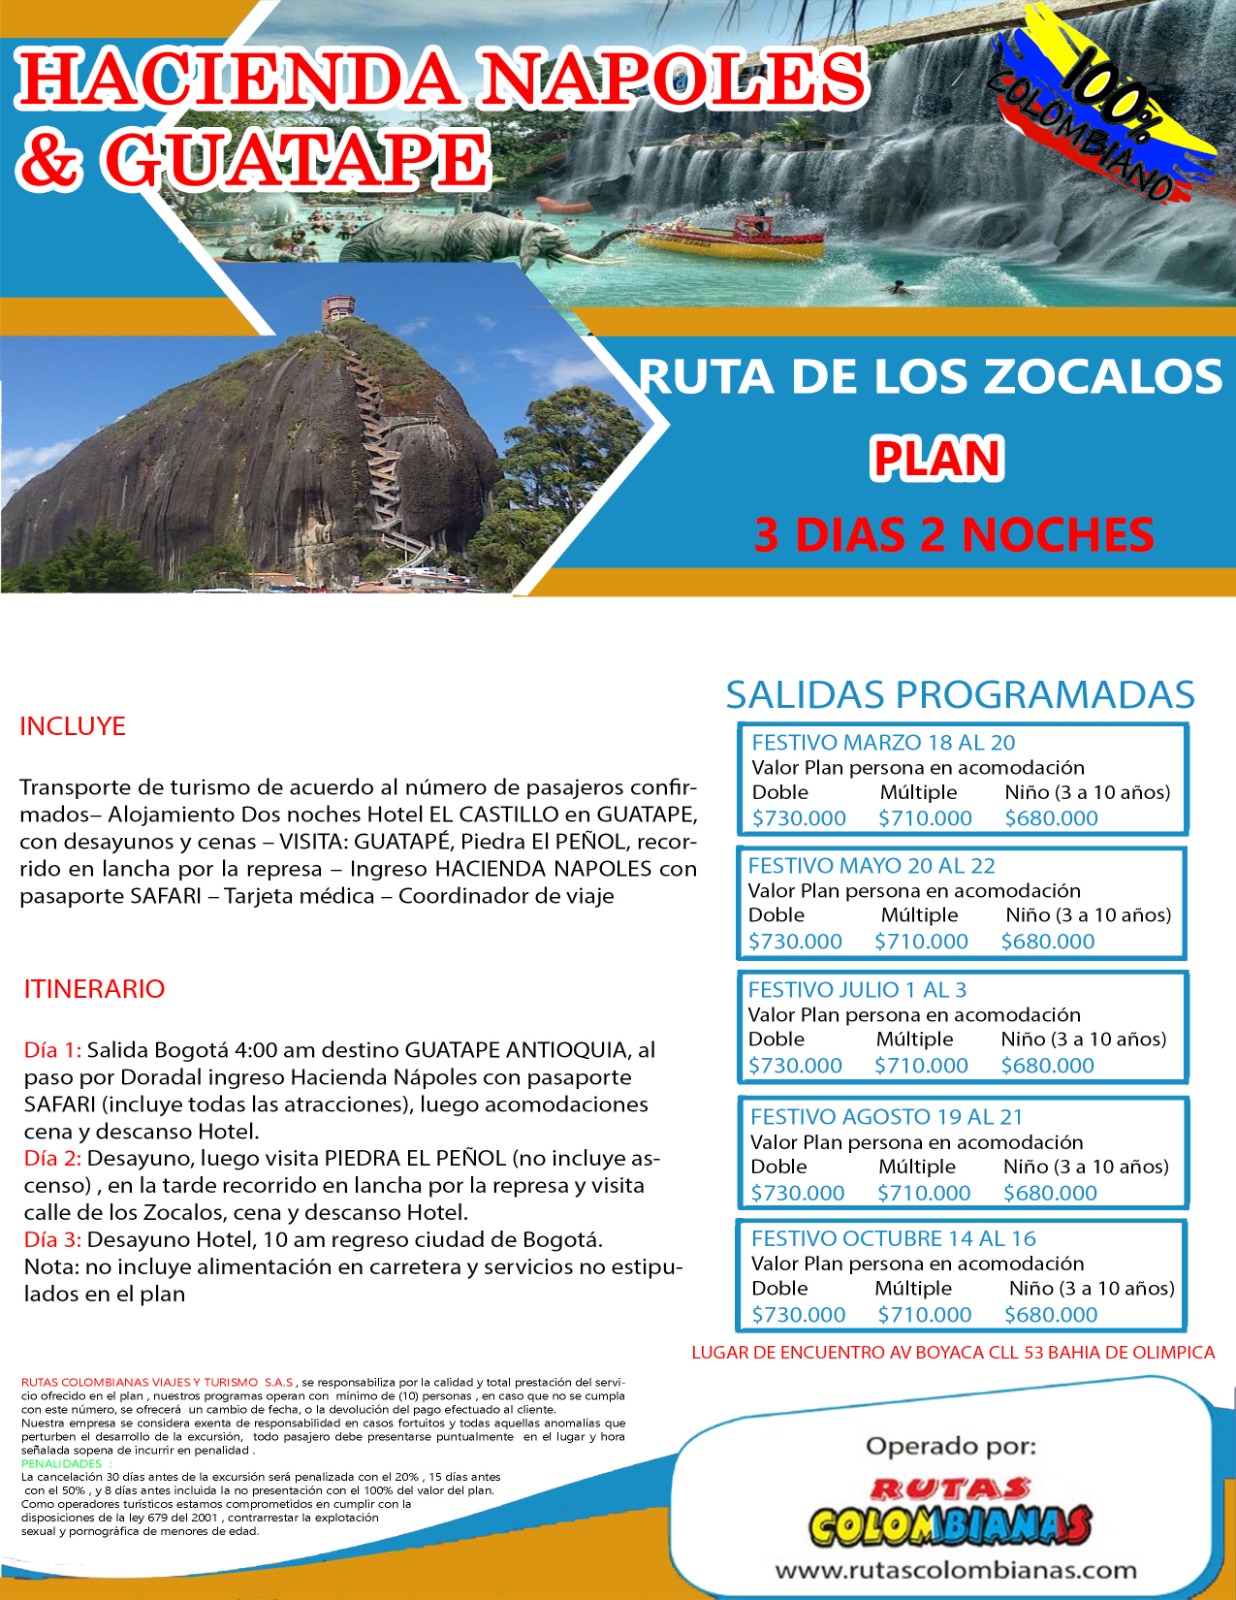 HACIENDA NAPOLES
& GUATAPE
100%
COLOMBIANO
RUTA DE LOS ZOCALOS
PLAN
3 DIAS 2 NOCHES
INCLUYE
Transporte de turismo de acuerdo al número de pasajeros confir-
mados– Alojamiento Dos noches Hotel EL CASTILLO en GUATAPE,
con desayunos y cenas – VISITA: GUATAPÉ, Piedra El PEÑOL, recor-
rido en lancha por la represa – Ingreso HACIENDA NAPOLES con
pasaporte SAFARI – Tarjeta médica – Coordinador de viaje
ITINERARIO
Día 1: Salida Bogotá 4:00 am destino GUATAPE ANTIOQUIA, al
paso por Doradal ingreso Hacienda Nápoles con pasaporte
SAFARI (incluye todas las atracciones), luego acomodaciones
cena y descanso Hotel.
Día 2: Desayuno, luego visita PIEDRA EL PEÑOL (no incluye as-
censo) , en la tarde recorrido en lancha por la represa y visita
calle de los Zocalos, cena y descanso Hotel.
Día 3: Desayuno Hotel, 10 am regreso ciudad de Bogotá.
Nota: no incluye alimentación en carretera y servicios no estipu-
lados en el plan
SALIDAS PROGRAMADAS
FESTIVO MARZO 18 AL 20
Valor Plan persona en acomodación
Doble Múltiple Niño (3 a 10 años)
$730.000 $710.000 $680.000
FESTIVO MAYO 20 AL 22
Valor Plan persona en acomodación
Doble Múltiple Niño (3 a 10 años)
$730.000 $710.000 $680.000
FESTIVO JULIO 1 AL 3
Valor Plan persona en acomodación
Doble Múltiple Niño (3 a 10 años)
$730.000 $710.000 $680.000
FESTIVO AGOSTO 19 AL 21
Valor Plan persona en acomodación
Doble Múltiple Niño (3 a 10 años)
$730.000 $710.000 $680.000
FESTIVO OCTUBRE 14 AL 16
Valor Plan persona en acomodación
Doble Múltiple Niño (3 a 10 años)
$730.000 $710.000 $680.000
LUGAR DE ENCUENTRO AV BOYACA CLL 53 BAHIA DE OLIMPICA
RUTAS COLOMBIANAS VIAJES Y TURISMO S.A.S , se responsabiliza por la calidad y total prestación del servi-
cio ofrecido en el plan , nuestros programas operan con mínimo de (10) personas , en caso que no se cumpla
con este número, se ofrecerá un cambio de fecha, o la devolución del pago efectuado al cliente.
Nuestra empresa se considera exenta de responsabilidad en casos fortuitos y todas aquellas anomalías que
perturben el desarrollo de la excursión, todo pasajero debe presentarse puntualmente en el lugar y hora
señalada sopena de incurrir en penalidad .
PENALIDADES :
La cancelación 30 días antes de la excursión será penalizada con el 20% , 15 días antes
con el 50% , y 8 días antes incluida la no presentación con el 100% del valor del plan.
Como operadores turísticos estamos comprometidos en cumplir con la
disposiciones de la ley 679 del 2001 , contrarrestar la explotación
sexual y pornográfica de menores de edad.
Operado por:
RUTAS
COLOMBIANAS
www.rutascolombianas.com